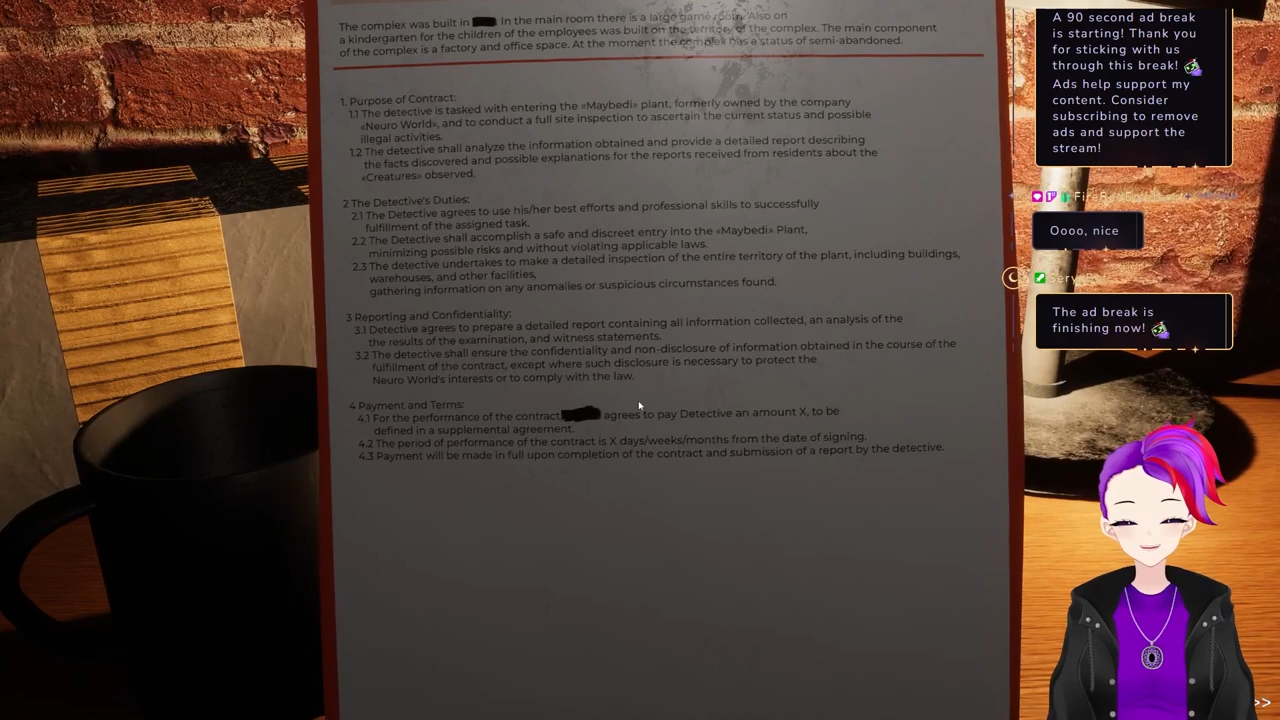 The complex was built in . In the main room there is a large game room. Also on
a kindergarten for the children of the employees was built on the territory of the complex. The main component
of the complex is a factory and office space. At the moment the complex has a status of semi-abandoned.
1. Purpose of Contract:
1.1 The detective is tasked with entering the «Maybedi» plant, formerly owned by the company
«Neuro World», and to conduct a full site inspection to ascertain the current status and possible
illegal activities.
1.2 The detective shall analyze the information obtained and provide a detailed report describing
the facts discovered and possible explanations for the reports received from residents about the
«Creatures» observed.
2 The Detective's Duties:
2.1 The Detective agrees to use his/her best efforts and professional skills to successfully
fulfillment of the assigned task.
2.2 The Detective shall accomplish a safe and discreet entry into the «Maybedi» Plant,
minimizing possible risks and without violating applicable laws.
2.3 The detective undertakes to make a detailed inspection of the entire territory of the plant, including buildings,
warehouses, and other facilities,
gathering information on any anomalies or suspicious circumstances found.
3 Reporting and Confidentiality:
3.1 Detective agrees to prepare a detailed report containing all information collected, an analysis of the
the results of the examination, and witness statements.
3.2 The detective shall ensure the confidentiality and non-disclosure of information obtained in the course of the
fulfillment of the contract, except where such disclosure is necessary to protect the
Neuro World's interests or to comply with the law.
4 Payment and Terms:
4.1 For the performance of the contract agrees to pay Detective an amount X, to be
defined in a supplemental agreement.
4.2 The period of performance of the contract is X days/weeks/months from the date of signing.
4.3 Payment will be made in full upon completion of the contract and submission of a report by the detective.
A 90 second ad break
is starting! Thank you
for sticking with us
through this break!
Ads help support my
content. Consider
subscribing to remove
ads and support the
stream!
Oooo, nice
The ad break is
finishing now!
>>